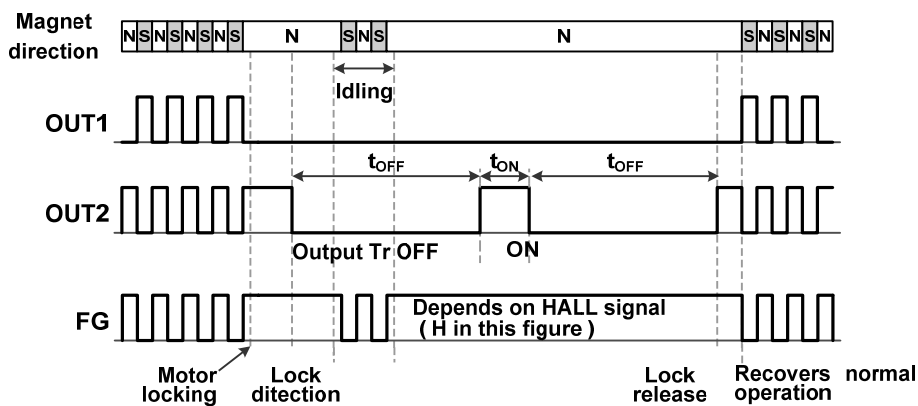 Magnet
direction
N S N S N S N S N S N S N S N S N S N
Idling
OUT1
tOFF tON tOFF
OUT2
Output Tr OFF ON
FG
Depends on HALL signal
( H in this figure )
Motor
locking
Lock
ditection
Lock
release
Recovers normal
operation